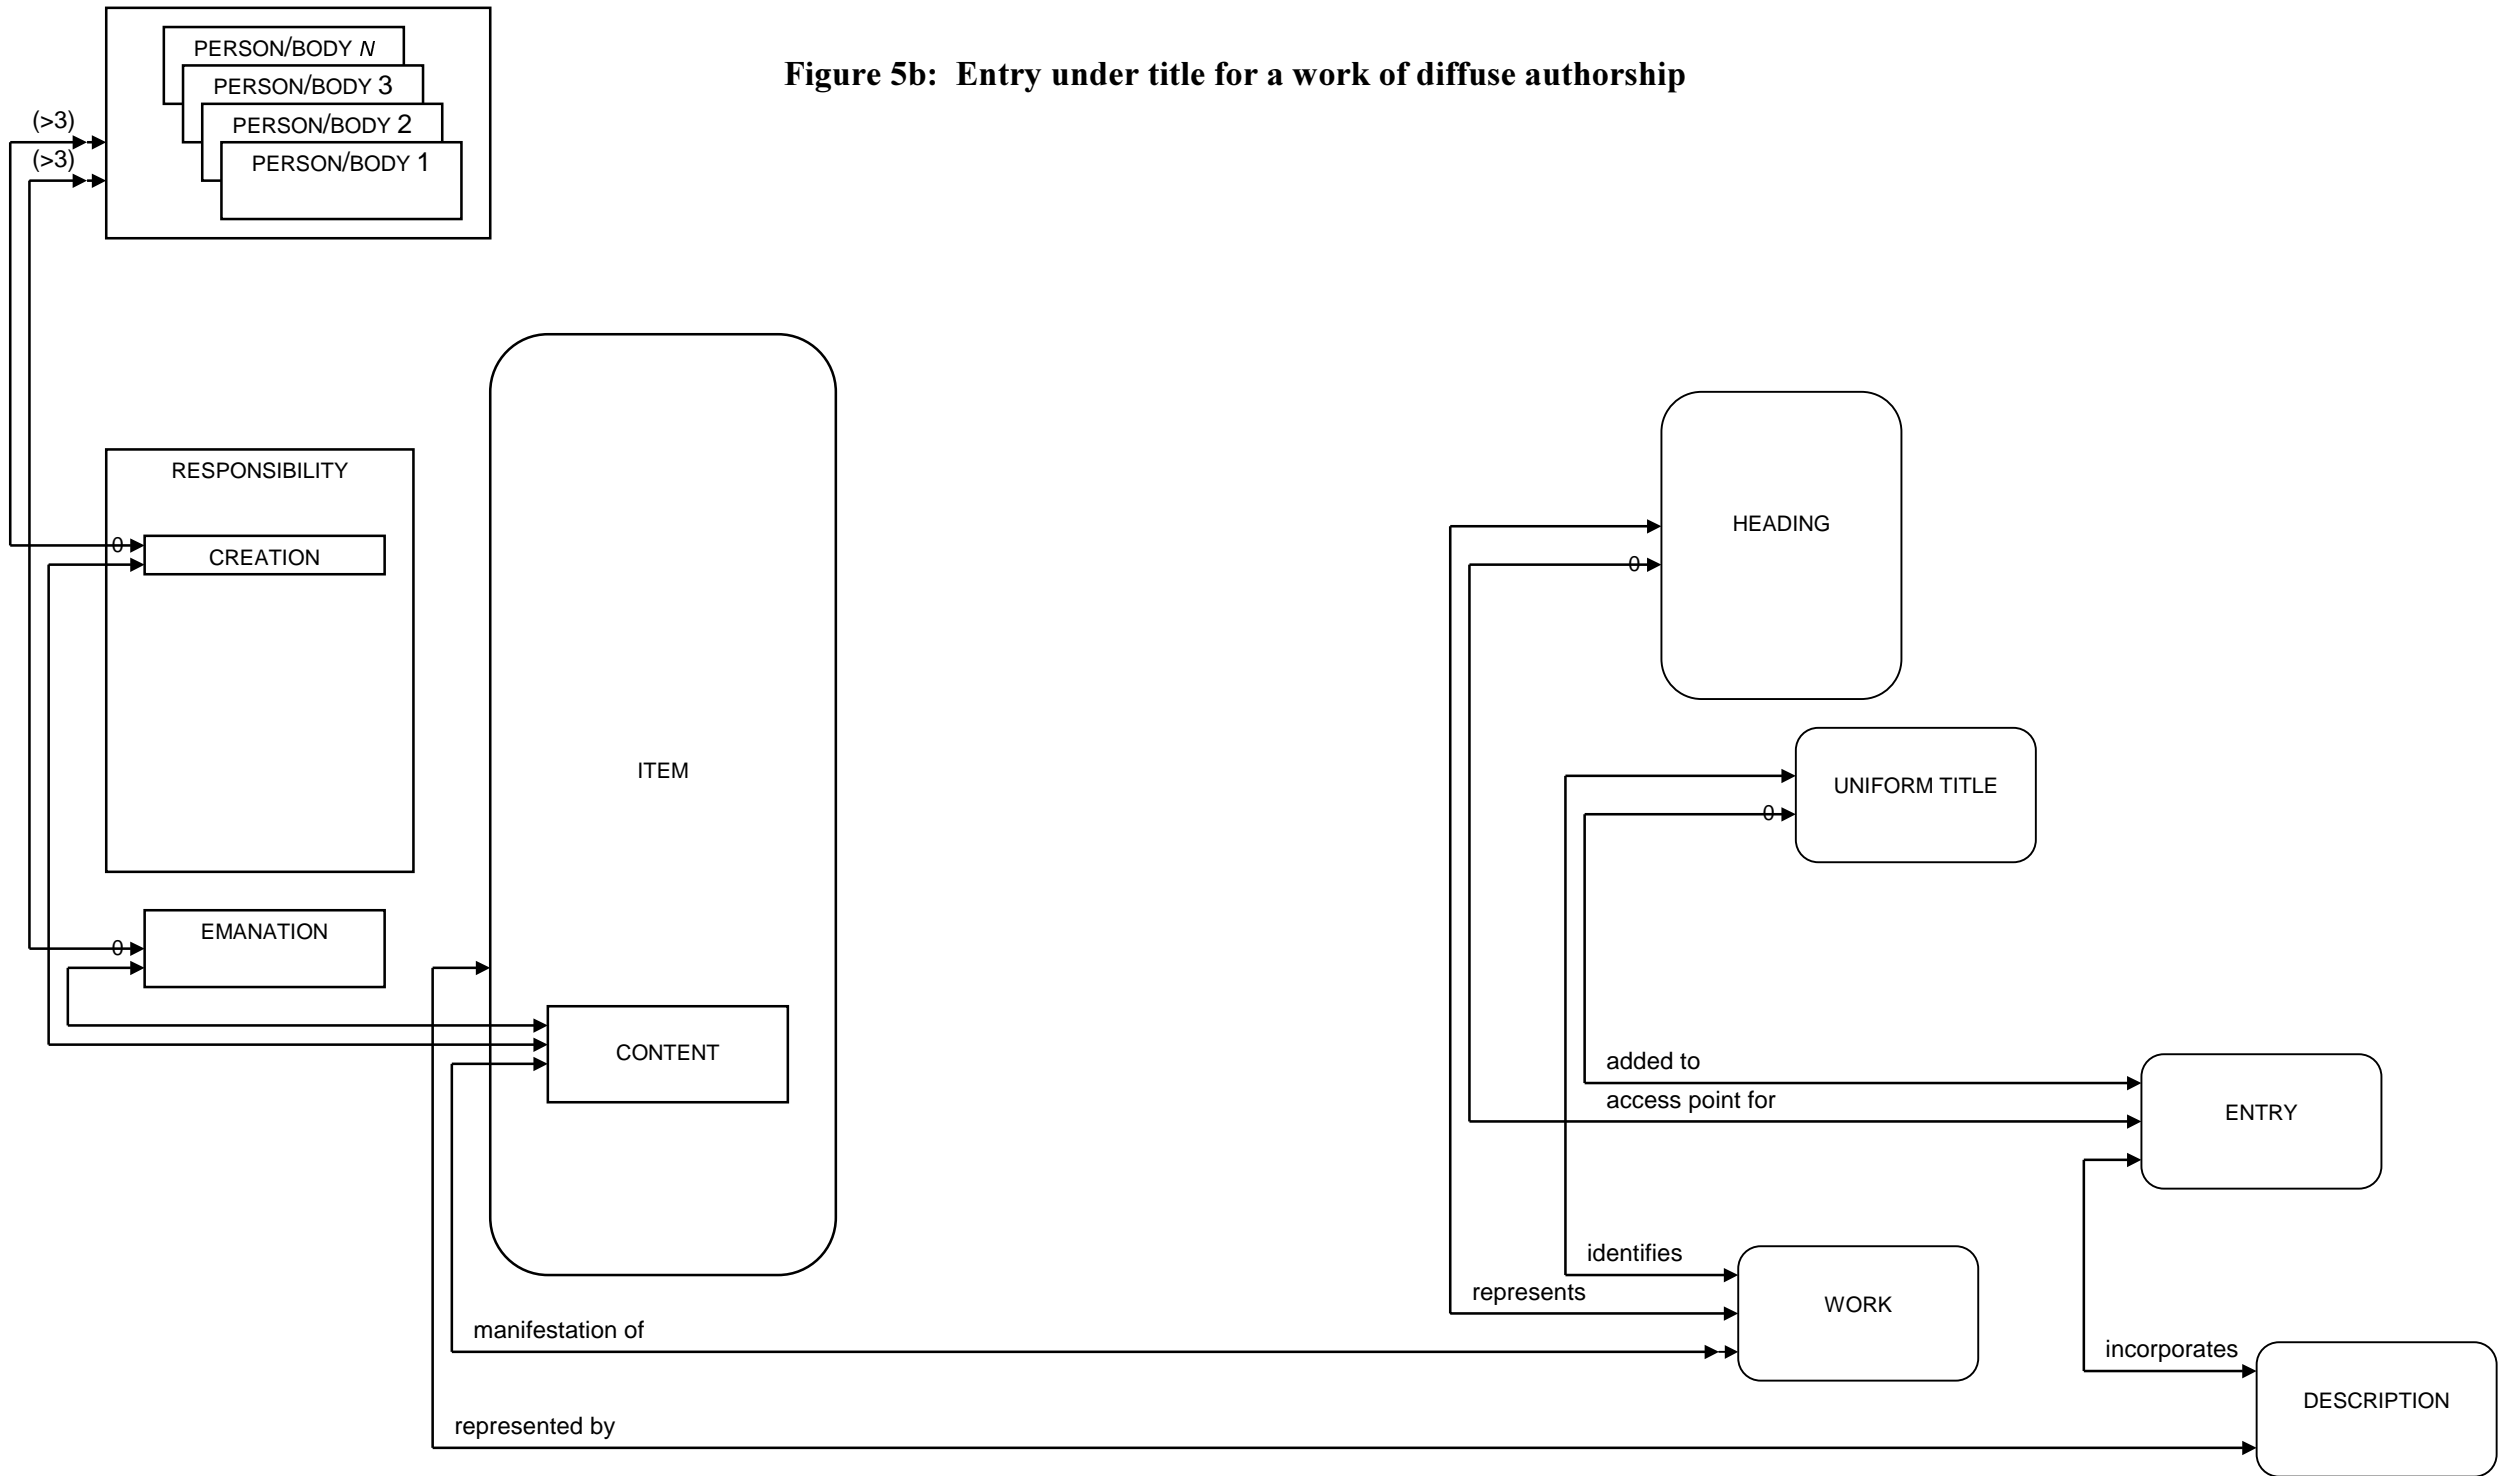 Figure 5b: Entry under title for a work of diffuse authorship
PERSON/BODY N
PERSON/BODY 3
PERSON/BODY 2
PERSON/BODY 1
(>3)
(>3)
RESPONSIBILITY
0
CREATION
EMANATION
0
ITEM
CONTENT
HEADING
0
UNIFORM TITLE
0
added to
access point for
ENTRY
identifies
represents
WORK
manifestation of
incorporates
DESCRIPTION
represented by